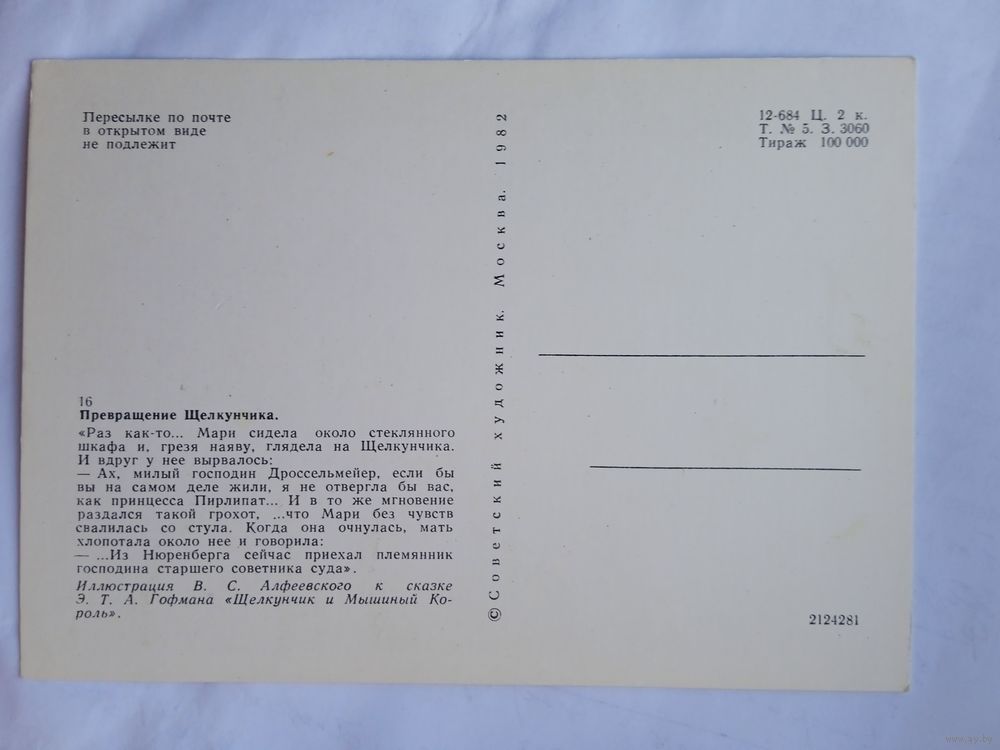 Пересылке по почте
в открытом виде
не подлежит
12-684 Ц. 2 к.
Т. № 5. З. 3060
Тираж 100 000
© Советский художник. Москва. 1982
16
Превращение Щелкунчика.
«Раз как-то... Мари сидела около стеклянного
шкафа и, грезя наяву, глядела на Щелкунчика.
И вдруг у нее вырвалось:
— Ах, милый господин Дроссельмейер, если бы
вы на самом деле жили, я не отвергла бы вас,
как принцесса Пирлипат... И в то же мгновение
раздался такой грохот, ...что Мари без чувств
свалилась со стула. Когда она очнулась, мать
хлопотала около нее и говорила:
— ...Из Нюренберга сейчас приехал племянник
господина старшего советника суда».
Иллюстрация В. С. Алфеевского к сказке
Э. Т. А. Гофмана «Щелкунчик и Мышиный Ко-
роль».
2124281
www.ay.by